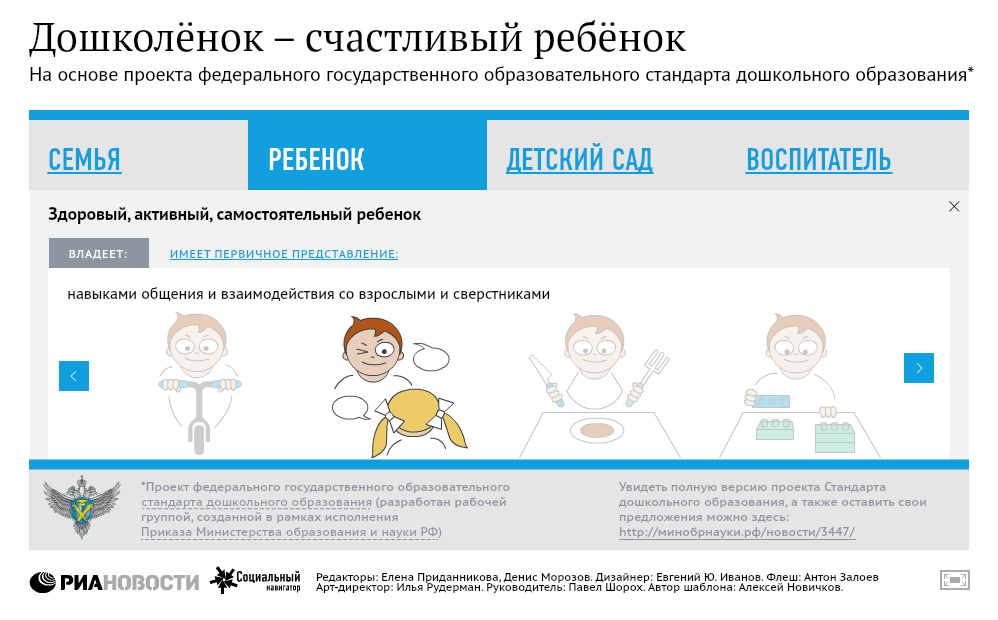 Дошколёнок – счастливый ребёнок
На основе проекта федерального государственного образовательного стандарта дошкольного образования*
СЕМЬЯ
РЕБЕНОК
ДЕТСКИЙ САД
ВОСПИТАТЕЛЬ
Здоровый, активный, самостоятельный ребенок
ВЛАДЕЕТ:
ИМЕЕТ ПЕРВИЧНОЕ ПРЕДСТАВЛЕНИЕ:
навыками общения и взаимодействия со взрослыми и сверстниками
*Проект федерального государственного образовательного
стандарта дошкольного образования (разработан рабочей
группой, созданной в рамках исполнения
Приказа Министерства образования и науки РФ)
Увидеть полную версию проекта Стандарта
дошкольного образования, а также оставить свои
предложения можно здесь:
http://минобрнауки.рф/новости/3447/
РИАНОВОСТИ
Социальный
навигатор
Редакторы: Елена Приданникова, Денис Морозов. Дизайнер: Евгений Ю. Иванов. Флеш: Антон Залоев
Арт-директор: Илья Рудерман. Руководитель: Павел Шорох. Автор шаблона: Алексей Новичков.